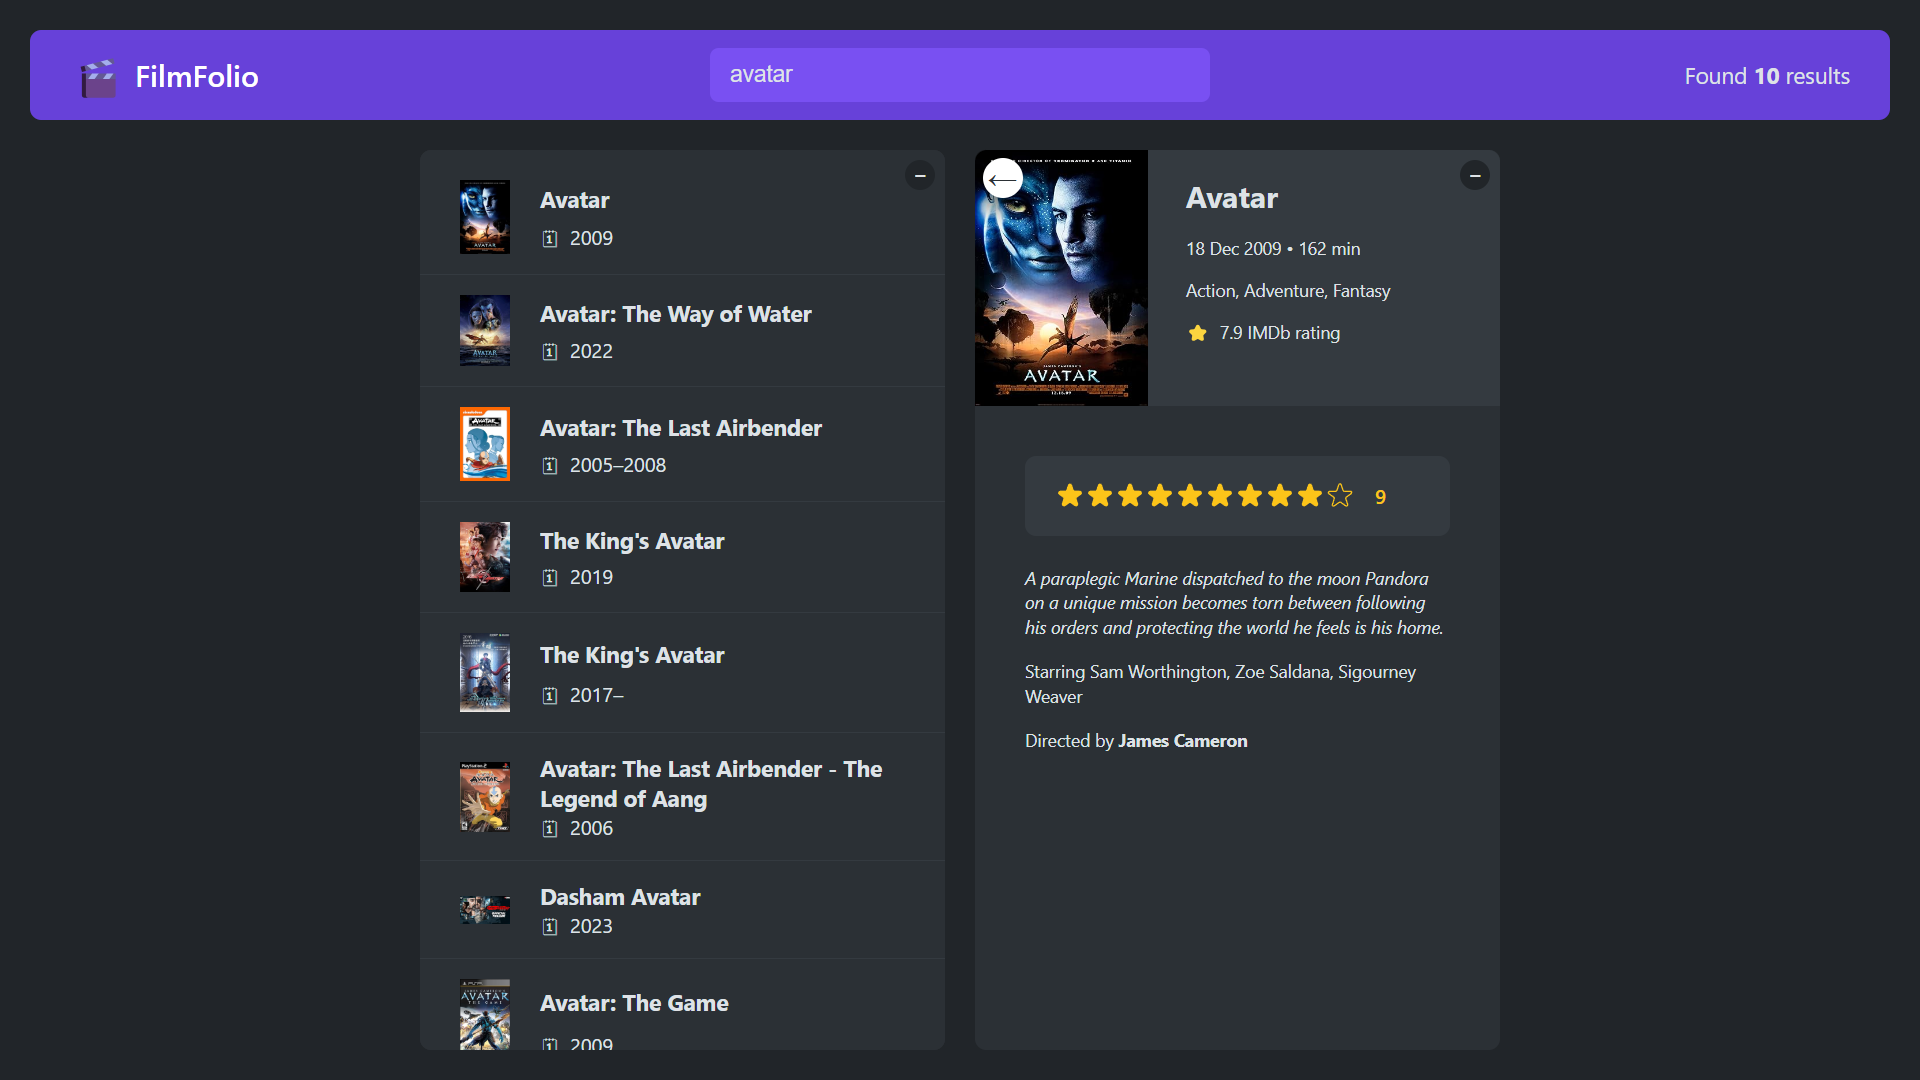 FilmFolio
avatar
Found 10 results
Avatar
2009
Avatar: The Way of Water
2022
Avatar: The Last Airbender
2005–2008
The King's Avatar
2019
The King's Avatar
2017–
Avatar: The Last Airbender - The
Legend of Aang
2006
Dasham Avatar
2023
Avatar: The Game
2009
AVATAR
Avatar
18 Dec 2009 • 162 min
Action, Adventure, Fantasy
7.9 IMDb rating
9
A paraplegic Marine dispatched to the moon Pandora
on a unique mission becomes torn between following
his orders and protecting the world he feels is his home.
Starring Sam Worthington, Zoe Saldana, Sigourney
Weaver
Directed by James Cameron